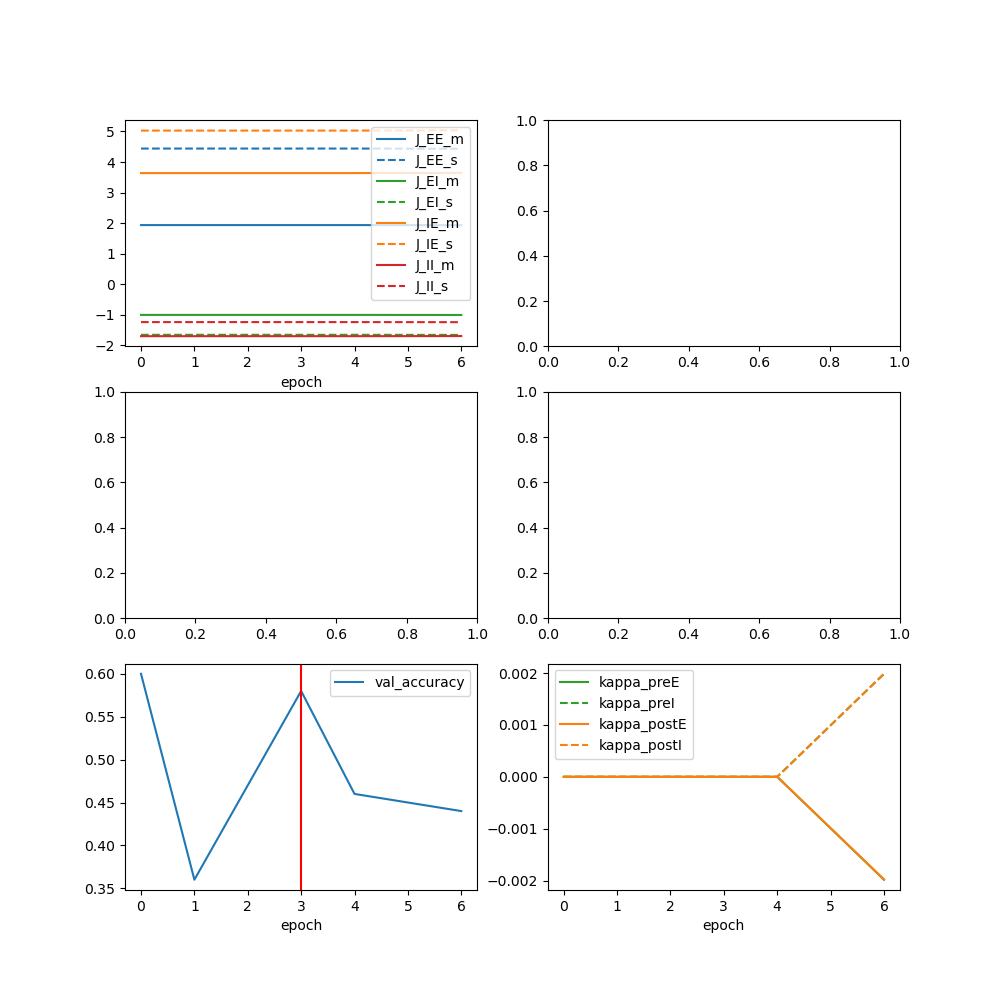 5
4
3
2
1
0
−1
−2
J_EE_m
J_EE_s
J_EI_m
J_EI_s
J_IE_m
J_IE_s
J_II_m
J_II_s
0 1 2 3 4 5 6
epoch
1.0
0.8
0.6
0.4
0.2
0.0
0.0 0.2 0.4 0.6 0.8 1.0
1.0
0.8
0.6
0.4
0.2
0.0
0.0 0.2 0.4 0.6 0.8 1.0
1.0
0.8
0.6
0.4
0.2
0.0
0.0 0.2 0.4 0.6 0.8 1.0
0.60
0.55
0.50
0.45
0.40
0.35
val_accuracy
0 1 2 3 4 5 6
epoch
0.002
0.001
0.000
−0.001
−0.002
kappa_preE
kappa_preI
kappa_postE
kappa_postI
0 1 2 3 4 5 6
epoch